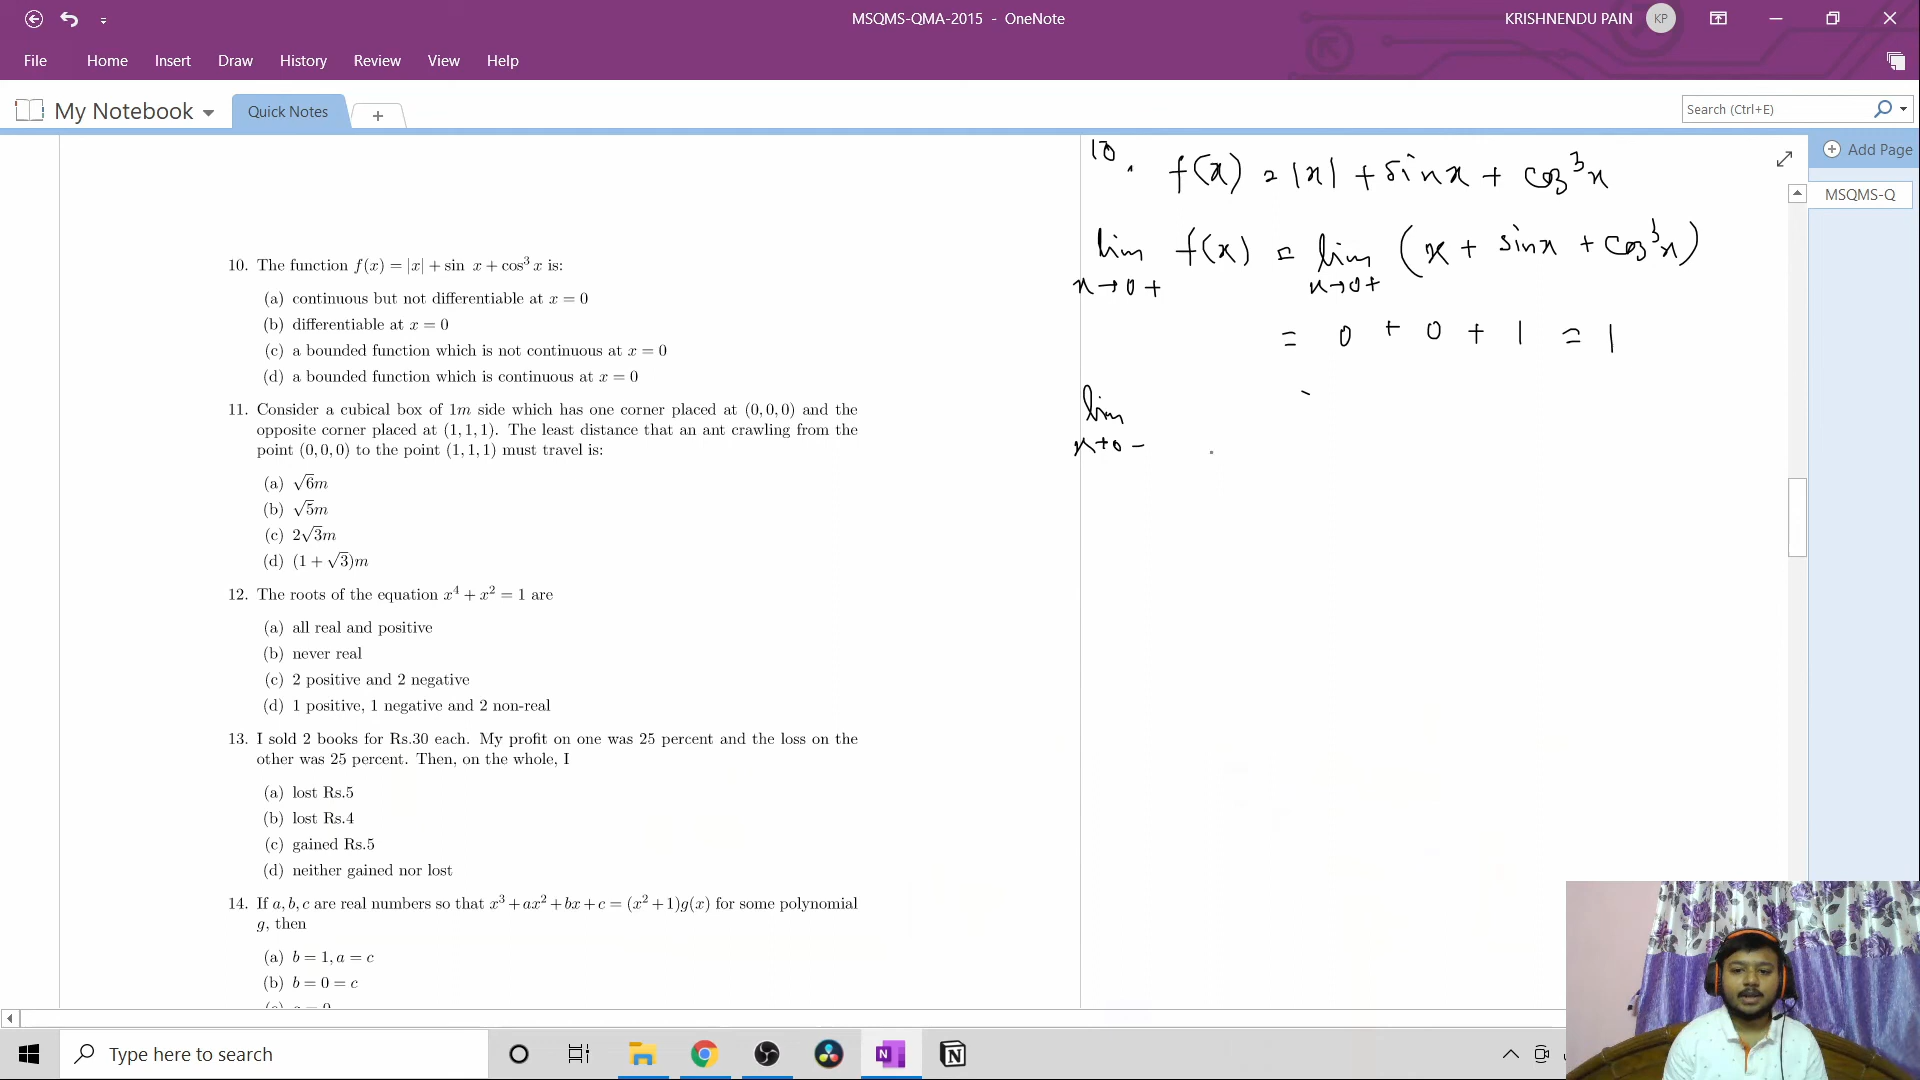 MSQMS-QMA-2015 - OneNote
KRISHNENDU PAIN
KP
File Home Insert Draw History Review View Help
My Notebook
Quick Notes
+
Search (Ctrl+E)
Add Page
MSQMS-Q
10. The function f(x) = |x| + sin x + cos³ x is:
(a) continuous but not differentiable at x = 0
(b) differentiable at x = 0
(c) a bounded function which is not continuous at x = 0
(d) a bounded function which is continuous at x = 0
11. Consider a cubical box of 1m side which has one corner placed at (0, 0, 0) and the
opposite corner placed at (1, 1, 1). The least distance that an ant crawling from the
point (0, 0, 0) to the point (1, 1, 1) must travel is:
(a) √6m
(b) √5m
(c) 2√3m
(d) (1 + √3)m
12. The roots of the equation x⁴ + x² = 1 are
(a) all real and positive
(b) never real
(c) 2 positive and 2 negative
(d) 1 positive, 1 negative and 2 non-real
13. I sold 2 books for Rs.30 each. My profit on one was 25 percent and the loss on the
other was 25 percent. Then, on the whole, I
(a) lost Rs.5
(b) lost Rs.4
(c) gained Rs.5
(d) neither gained nor lost
14. If a, b, c are real numbers so that x³ + ax² + bx + c = (x² + 1)g(x) for some polynomial
g, then
(a) b = 1, a = c
(b) b = 0 = c
10. f(x) = |x| + sin x + cos³x
lim x→0+ f(x) = lim x→0+ (x + sin x + cos³x)
= 0 + 0 + 1 = 1
lim x→0-
Type here to search